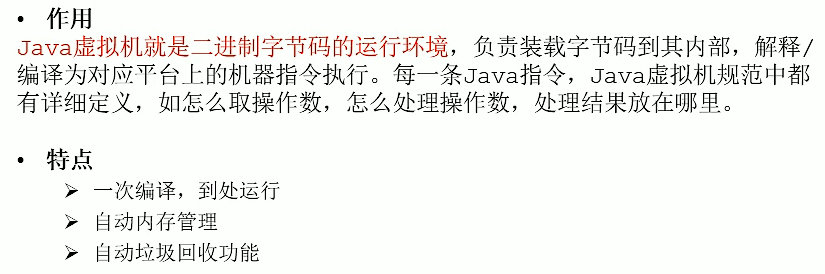 • 作用
Java虚拟机就是二进制字节码的运行环境，负责装载字节码到其内部，解释/
编译为对应平台上的机器指令执行。每一条Java指令，Java虚拟机规范中都
有详细定义，如怎么取操作数，怎么处理操作数，处理结果放在哪里。
• 特点
➢ 一次编译，到处运行
➢ 自动内存管理
➢ 自动垃圾回收功能